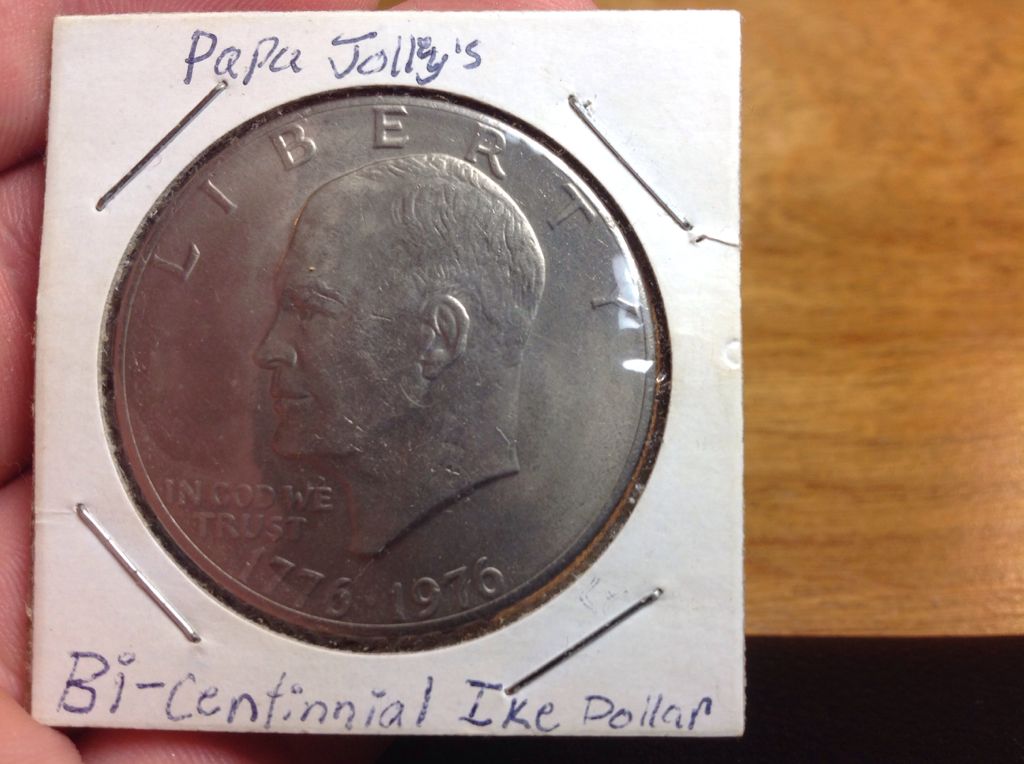 Papa Jolly's
LIBERTY
IN GOD WE
TRUST
1776·1976
Bi-Centinnial Ike Dollar